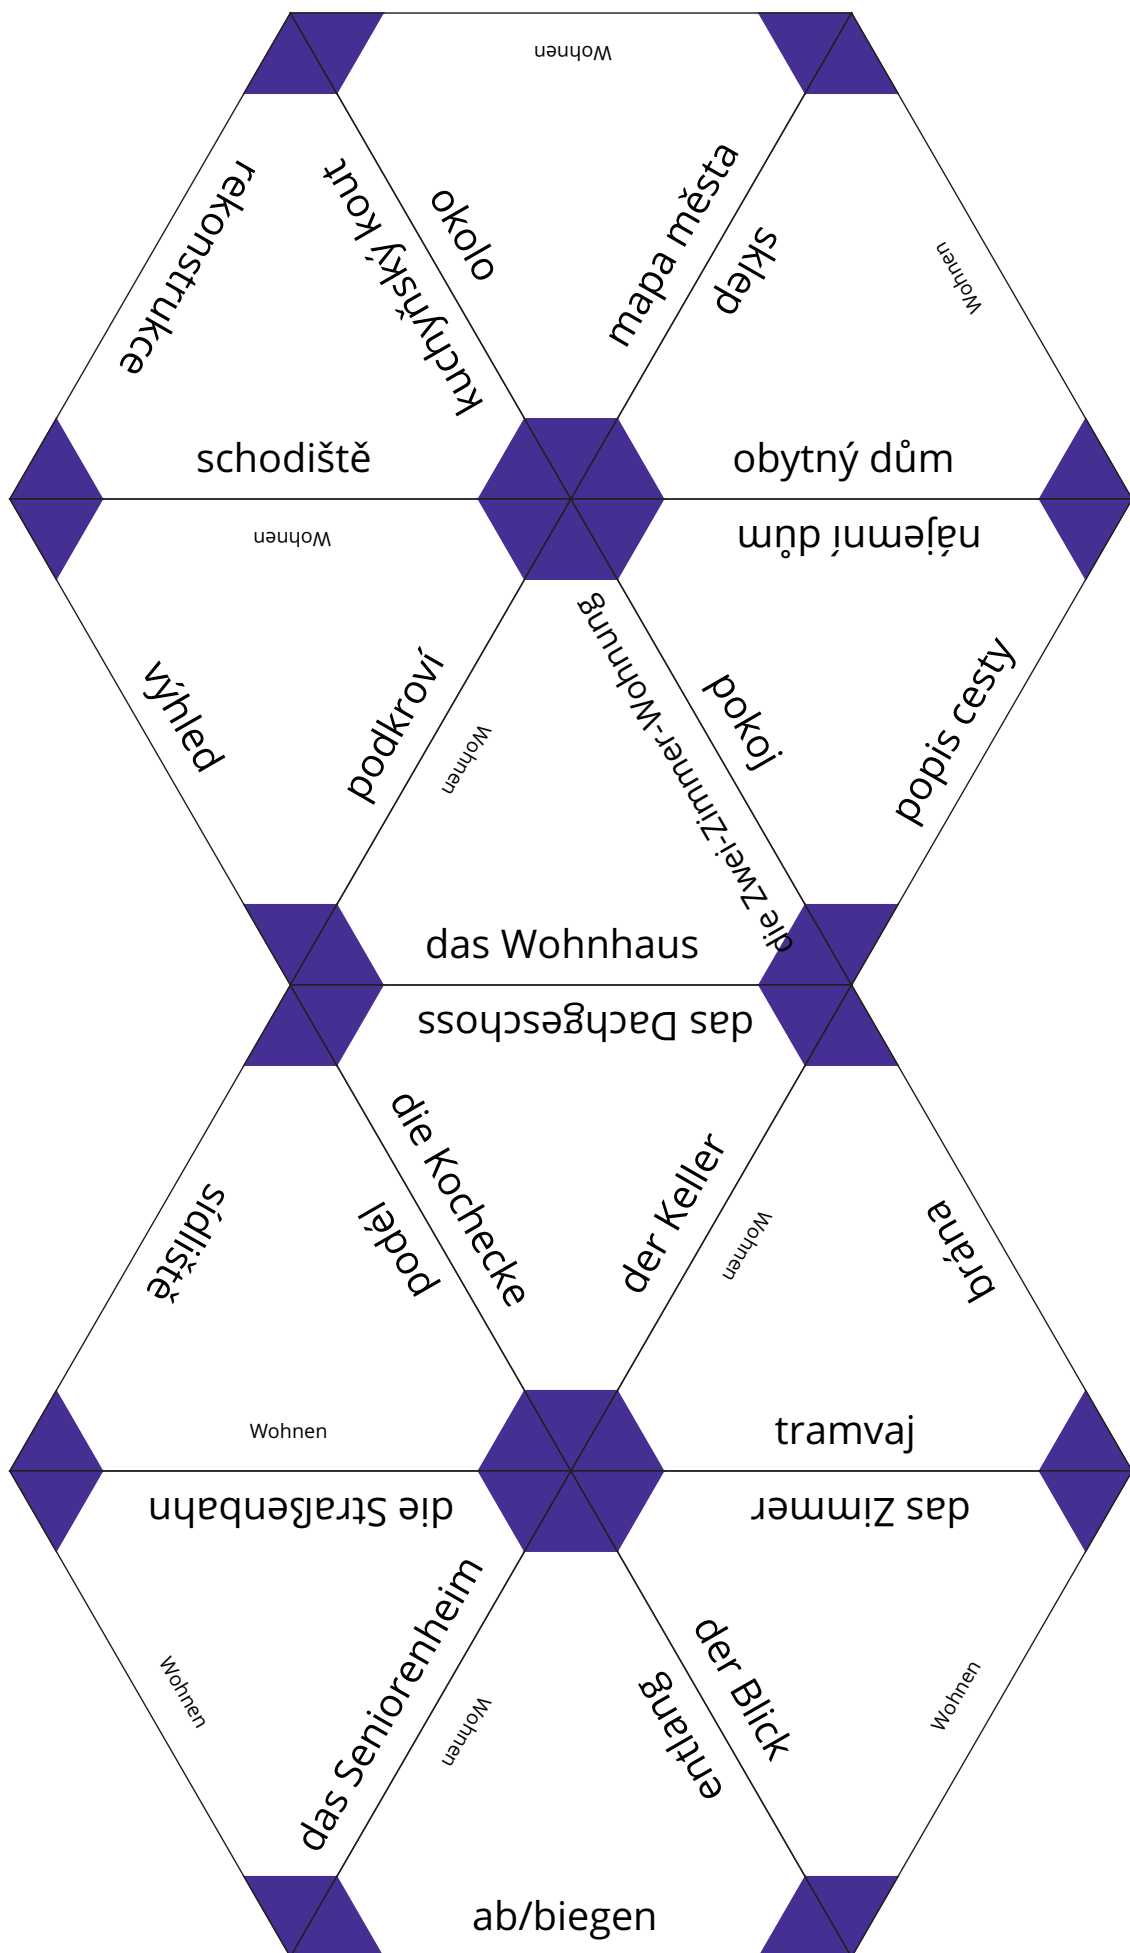 Wohnen
rekonstrukce
kuchyňský kout
okolo
mapa města
sklep
Wohnen
schodiště
obytný dům
Wohnen
nájemní dům
výhled
podkroví
Wohnen
die Zwei-Zimmer-Wohnung
pokoj
popis cesty
das Wohnhaus
das Dachgeschoss
sídliště
podél
die Kochecke
der Keller
Wohnen
brána
Wohnen
tramvaj
die Straßenbahn
das Zimmer
Wohnen
das Seniorenheim
Wohnen
entlang
der Blick
Wohnen
ab/biegen